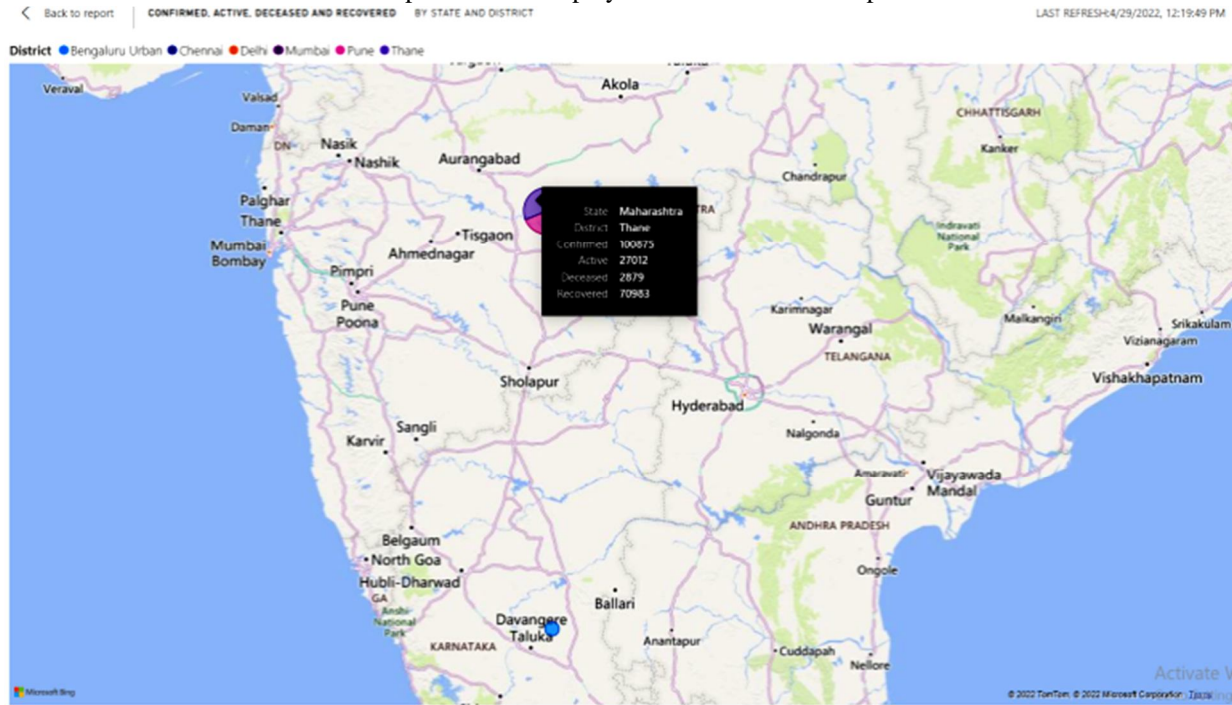 Back to report CONFIRMED, ACTIVE, DECEASED AND RECOVERED BY STATE AND DISTRICT LAST REFRESH:4/29/2022, 12:19:49 PM
District Bengaluru Urban Chennai Delhi Mumbai Pune Thane
Veraval
Akola
Valsad
Daman
DN
Nasik
Nashik
Aurangabad
CHHATTISGARH
Kanker
Chandrapur
Palghar
Thane
Mumbai
Bombay
Tisgaon
Ahmednagar
State Maharashtra
District Thane
Confirmed 100875
Active 27012
Deceased 2879
Recovered 70983
TRA
Indravati
National
Park
Pimpri
Pune
Poona
Karimnagar
Warangal
TELANGANA
Malkangiri
Srikakulam
Vizianagaram
Vishakhapatnam
Sholapur
Hyderabad
Nalgonda
Sangli
Karvir
Amaravati
Vijayawada
Mandal
Guntur
ANDHRA PRADESH
Belgaum
North Goa
Hubli-Dharwad
GA
Anshi
National
Park
Ongole
Ballari
Davangere
Taluka
KARNATAKA
Anantapur
Cuddapah
Nellore
Activate W
Microsoft Bing
© 2022 TomTom, © 2022 Microsoft Corporation Terms